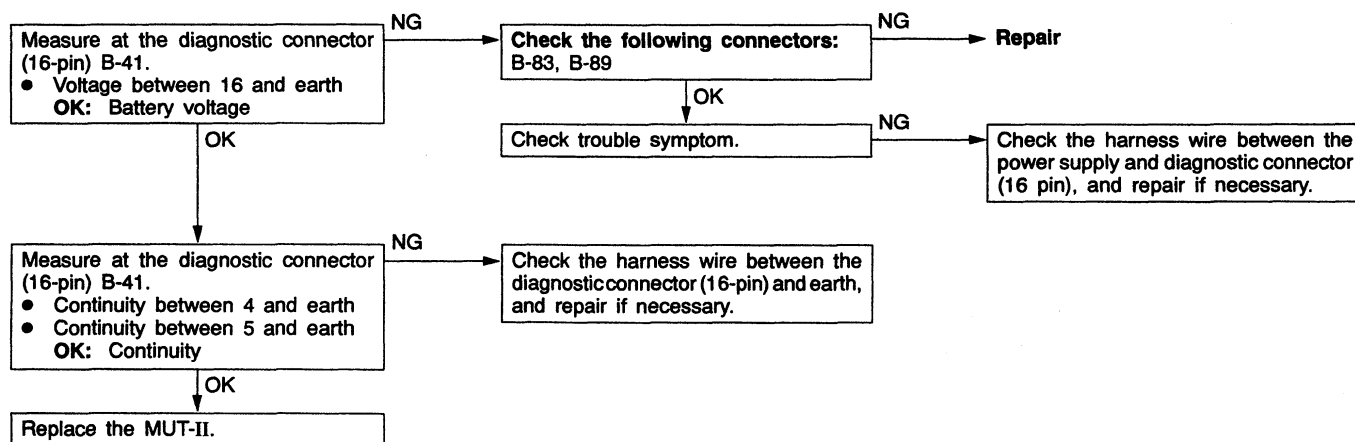 Measure at the diagnostic connector
(16-pin) B-41.
● Voltage between 16 and earth
OK: Battery voltage
NG
Check the following connectors:
B-83, B-89
NG
Repair
OK
Check trouble symptom.
NG
Check the harness wire between the
power supply and diagnostic connector
(16 pin), and repair if necessary.
OK
Measure at the diagnostic connector
(16-pin) B-41.
● Continuity between 4 and earth
● Continuity between 5 and earth
OK: Continuity
NG
Check the harness wire between the
diagnosticconnector (16-pin) and earth,
and repair if necessary.
OK
Replace the MUT-II.